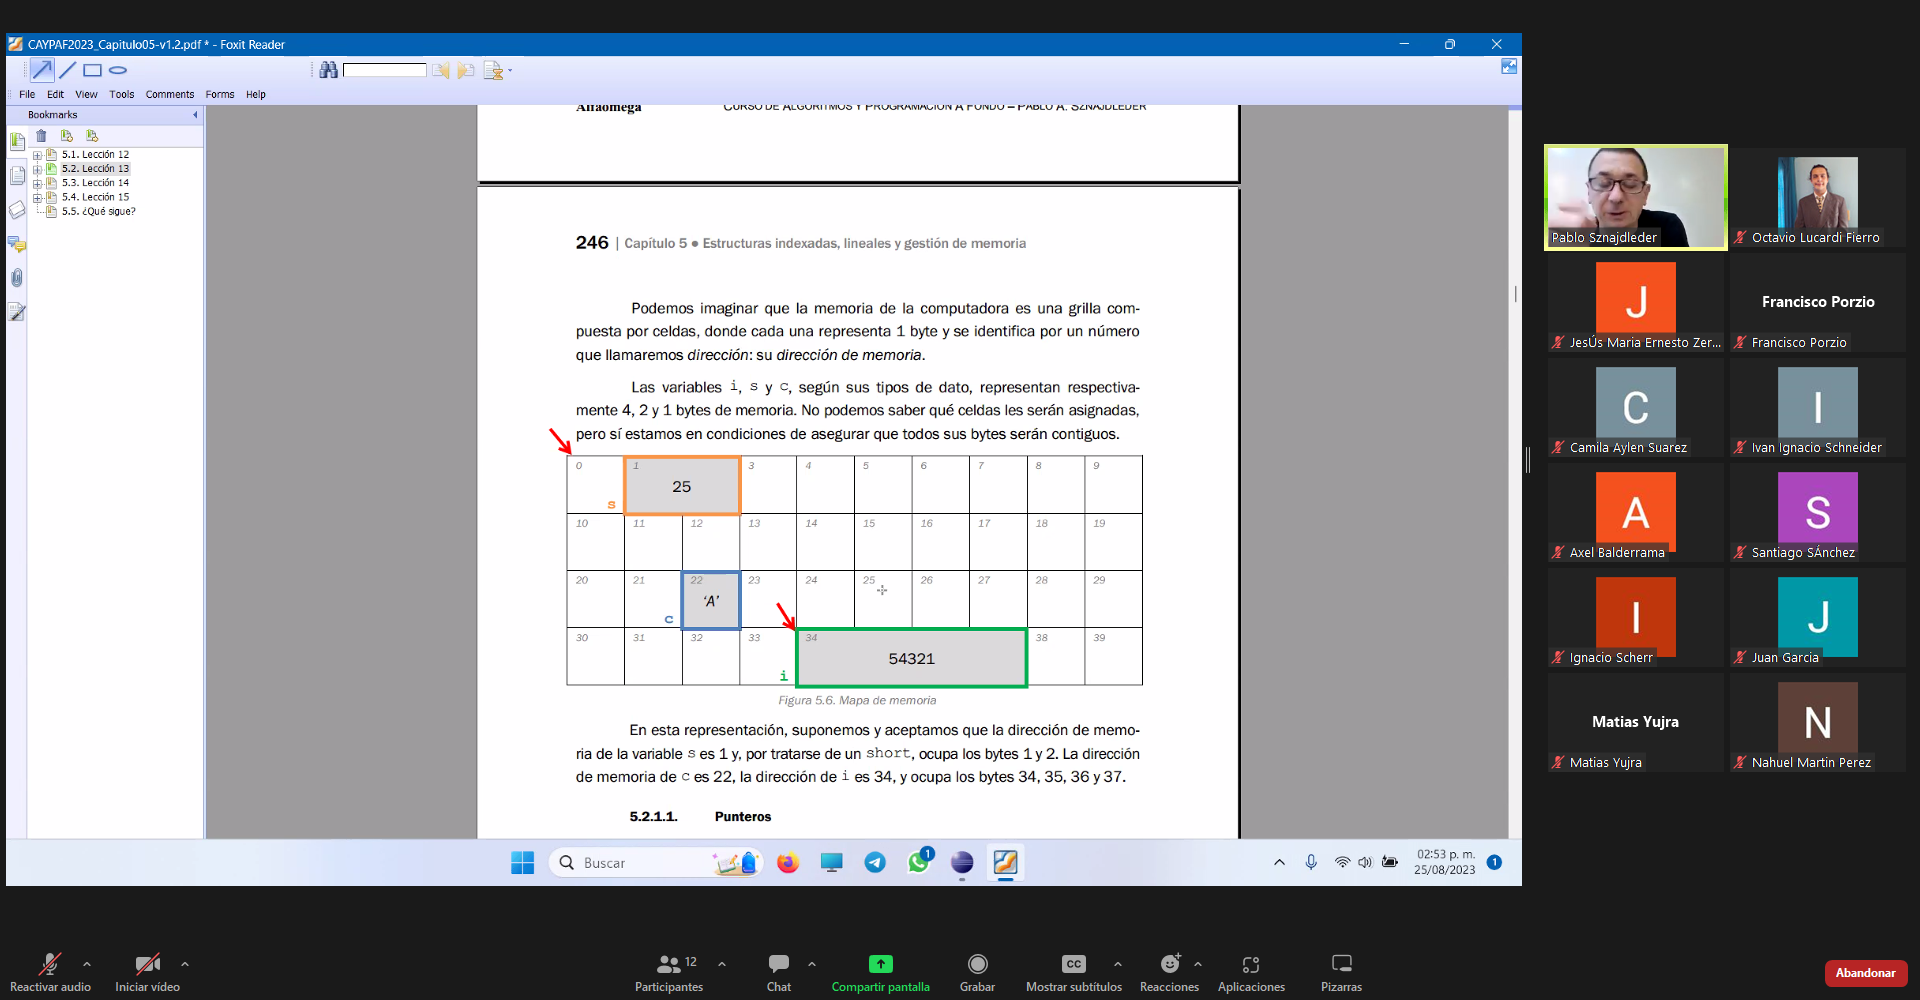 CAYPAF2023_Capitulo05-v1.2.pdf * - Foxit Reader
File Edit View Tools Comments Forms Help
Bookmarks
5.1. Lección 12
5.2. Lección 13
5.3. Lección 14
5.4. Lección 15
5.5. ¿Qué sigue?
Alfaomega CURSO DE ALGORITMOS Y PROGRAMACIÓN A FONDO – PABLO A. SZNAJDLEDER
246 | Capítulo 5 ● Estructuras indexadas, lineales y gestión de memoria
Podemos imaginar que la memoria de la computadora es una grilla com-
puesta por celdas, donde cada una representa 1 byte y se identifica por un número
que llamaremos dirección: su dirección de memoria.
Las variables i, s y c, según sus tipos de dato, representan respectiva-
mente 4, 2 y 1 bytes de memoria. No podemos saber qué celdas les serán asignadas,
pero sí estamos en condiciones de asegurar que todos sus bytes serán contiguos.
0 1 3 4 5 6 7 8 9
25
s
10 11 12 13 14 15 16 17 18 19
20 21 22 23 24 25 26 27 28 29
'A'
c
30 31 32 33 34 38 39
54321
i
Figura 5.6. Mapa de memoria
En esta representación, suponemos y aceptamos que la dirección de memo-
ria de la variable s es 1 y, por tratarse de un short, ocupa los bytes 1 y 2. La dirección
de memoria de c es 22, la dirección de i es 34, y ocupa los bytes 34, 35, 36 y 37.
5.2.1.1. Punteros
Buscar
1
02:53 p. m.
25/08/2023
1
Pablo Sznajdleder
Octavio Lucardi Fierro
J
JesÚs Maria Ernesto Zer...
Francisco Porzio
Francisco Porzio
C
Camila Aylen Suarez
I
Ivan Ignacio Schneider
A
Axel Balderrama
S
Santiago SÁnchez
I
Ignacio Scherr
J
Juan Garcia
Matias Yujra
Matias Yujra
N
Nahuel Martin Perez
Reactivar audio
Iniciar vídeo
12
Participantes
Chat
Compartir pantalla
Grabar
CC
Mostrar subtítulos
Reacciones
Aplicaciones
Pizarras
Abandonar